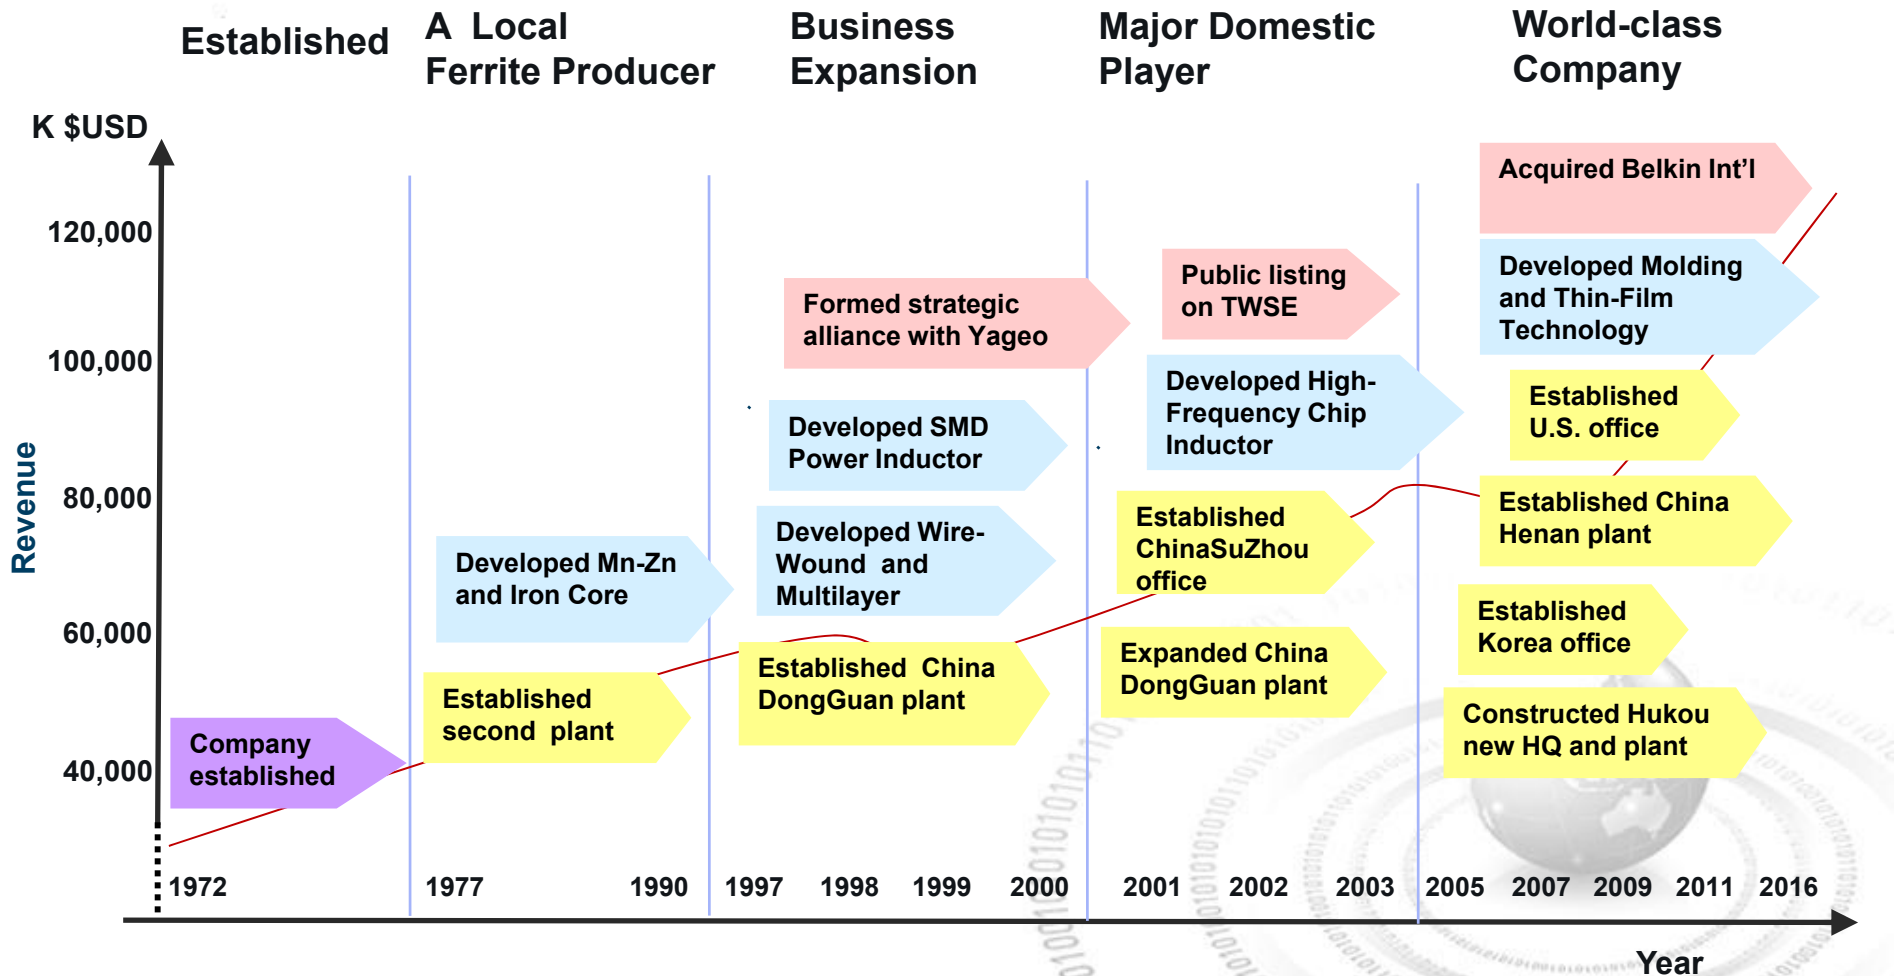 Established
A Local
Ferrite Producer
Business
Expansion
Major Domestic
Player
World-class
Company
K $USD
120,000
100,000
80,000
60,000
40,000
Revenue
Company
established
Developed Mn-Zn
and Iron Core
Established
second plant
Formed strategic
alliance with Yageo
Developed SMD
Power Inductor
Developed Wire-
Wound and
Multilayer
Established China
DongGuan plant
Public listing
on TWSE
Developed High-
Frequency Chip
Inductor
Established
ChinaSuZhou
office
Expanded China
DongGuan plant
Acquired Belkin Int’l
Developed Molding
and Thin-Film
Technology
Established
U.S. office
Established China
Henan plant
Established
Korea office
Constructed Hukou
new HQ and plant
1972 1977 1990 1997 1998 1999 2000 2001 2002 2003 2005 2007 2009 2011 2016
Year